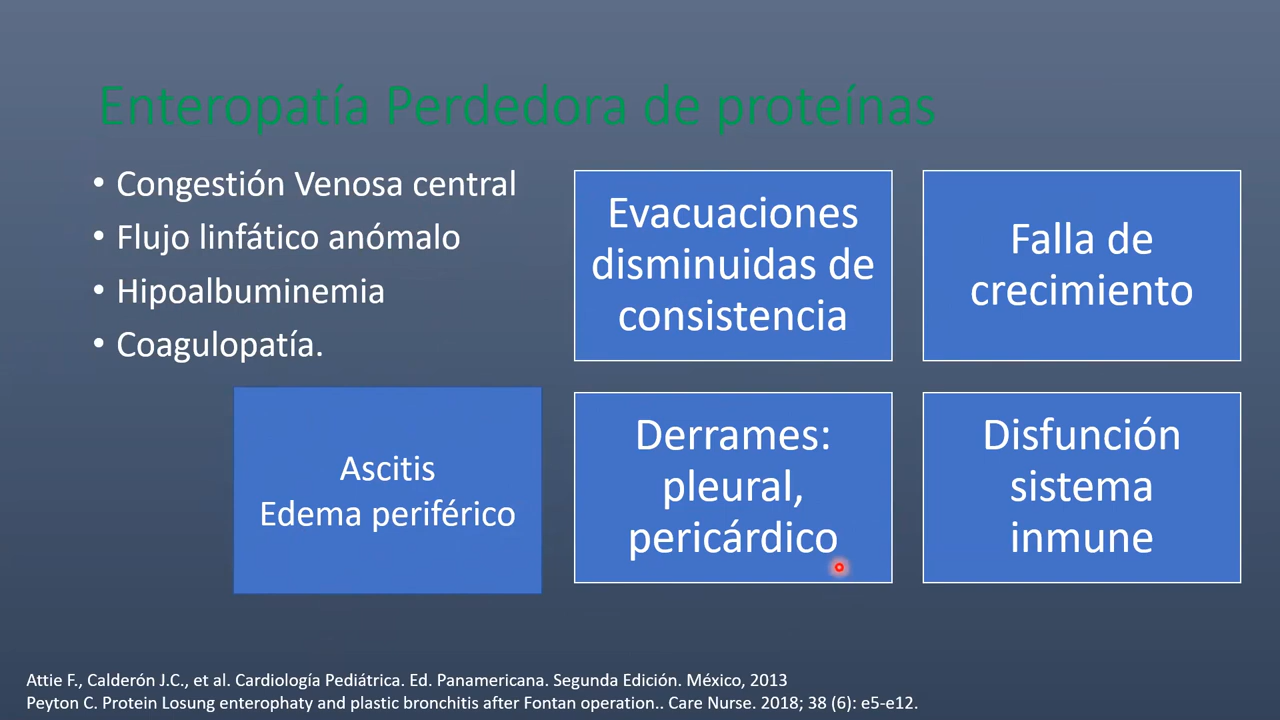 Enteropatía Perdedora de proteínas
• Congestión Venosa central
• Flujo linfático anómalo
• Hipoalbuminemia
• Coagulopatía.
Evacuaciones
disminuidas de
consistencia
Falla de
crecimiento
Ascitis
Edema periférico
Derrames:
pleural,
pericárdico
Disfunción
sistema
inmune
Attie F., Calderón J.C., et al. Cardiología Pediátrica. Ed. Panamericana. Segunda Edición. México, 2013
Peyton C. Protein Losung enterophaty and plastic bronchitis after Fontan operation.. Care Nurse. 2018; 38 (6): e5-e12.